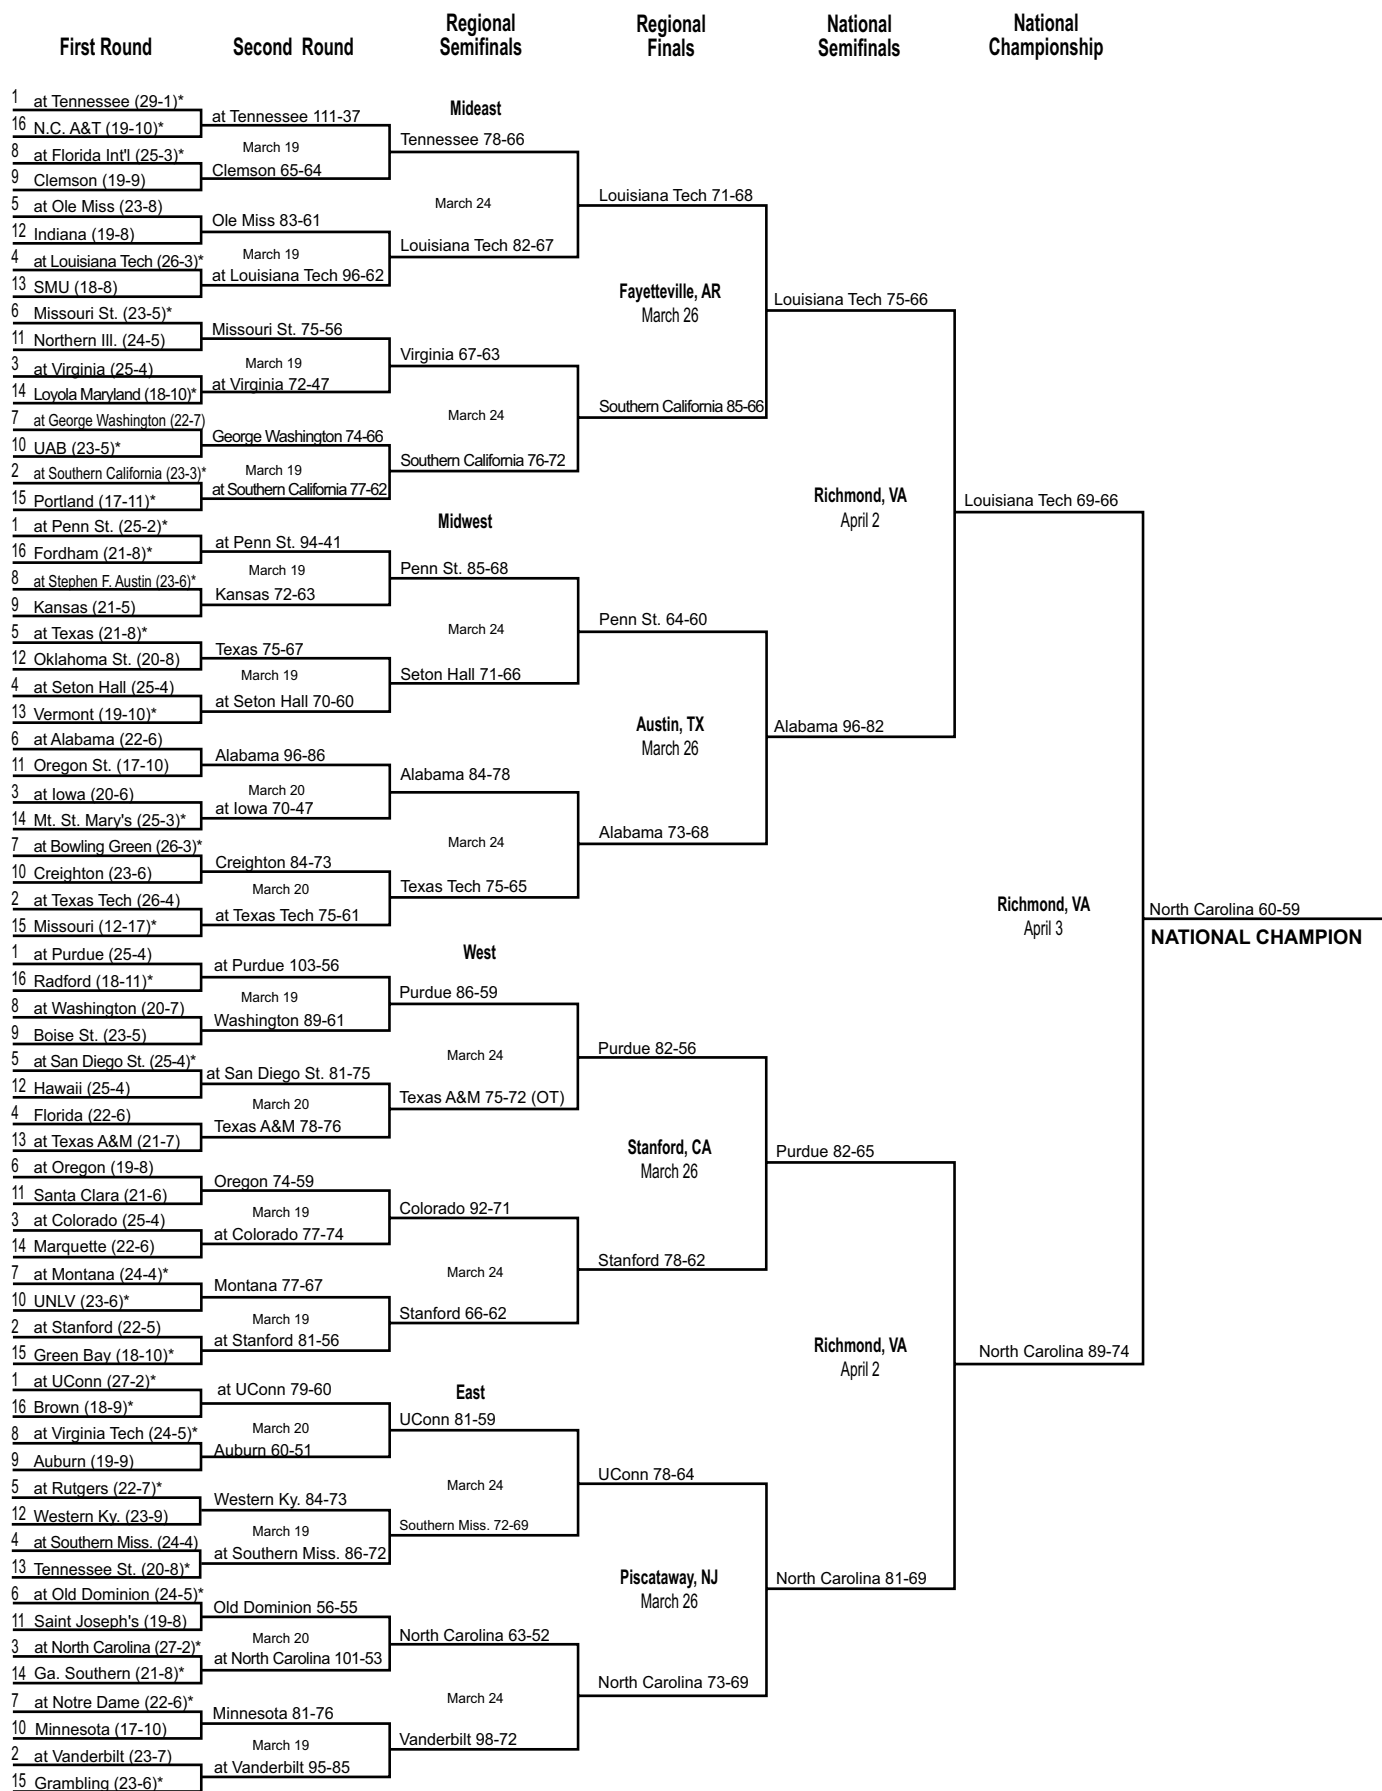 First Round
Second Round
Regional
Semifinals
Regional
Finals
National
Semifinals
National
Championship
1 at Tennessee (29-1)*
16 N.C. A&T (19-10)*
8 at Florida Int'l (25-3)*
9 Clemson (19-9)
5 at Ole Miss (23-8)
12 Indiana (19-8)
4 at Louisiana Tech (26-3)*
13 SMU (18-8)
6 Missouri St. (23-5)*
11 Northern Ill. (24-5)
3 at Virginia (25-4)
14 Loyola Maryland (18-10)*
7 at George Washington (22-7)
10 UAB (23-5)*
2 at Southern California (23-3)*
15 Portland (17-11)*
1 at Penn St. (25-2)*
16 Fordham (21-8)*
8 at Stephen F. Austin (23-6)*
9 Kansas (21-5)
5 at Texas (21-8)*
12 Oklahoma St. (20-8)
4 at Seton Hall (25-4)
13 Vermont (19-10)*
6 at Alabama (22-6)
11 Oregon St. (17-10)
3 at Iowa (20-6)
14 Mt. St. Mary's (25-3)*
7 at Bowling Green (26-3)*
10 Creighton (23-6)
2 at Texas Tech (26-4)
15 Missouri (12-17)*
1 at Purdue (25-4)
16 Radford (18-11)*
8 at Washington (20-7)
9 Boise St. (23-5)
5 at San Diego St. (25-4)*
12 Hawaii (25-4)
4 Florida (22-6)
13 at Texas A&M (21-7)
6 at Oregon (19-8)
11 Santa Clara (21-6)
3 at Colorado (25-4)
14 Marquette (22-6)
7 at Montana (24-4)*
10 UNLV (23-6)*
2 at Stanford (22-5)
15 Green Bay (18-10)*
1 at UConn (27-2)*
16 Brown (18-9)*
8 at Virginia Tech (24-5)*
9 Auburn (19-9)
5 at Rutgers (22-7)*
12 Western Ky. (23-9)
4 at Southern Miss. (24-4)
13 Tennessee St. (20-8)*
6 at Old Dominion (24-5)*
11 Saint Joseph's (19-8)
3 at North Carolina (27-2)*
14 Ga. Southern (21-8)*
7 at Notre Dame (22-6)*
10 Minnesota (17-10)
2 at Vanderbilt (23-7)
15 Grambling (23-6)*
at Tennessee 111-37
March 19
Clemson 65-64
Ole Miss 83-61
March 19
at Louisiana Tech 96-62
Missouri St. 75-56
March 19
at Virginia 72-47
George Washington 74-66
March 19
at Southern California 77-62
at Penn St. 94-41
March 19
Kansas 72-63
Texas 75-67
March 19
at Seton Hall 70-60
Alabama 96-86
March 20
at Iowa 70-47
Creighton 84-73
March 20
at Texas Tech 75-61
at Purdue 103-56
March 19
Washington 89-61
at San Diego St. 81-75
March 20
Texas A&M 78-76
Oregon 74-59
March 19
at Colorado 77-74
Montana 77-67
March 19
at Stanford 81-56
at UConn 79-60
March 20
Auburn 60-51
Western Ky. 84-73
March 19
at Southern Miss. 86-72
Old Dominion 56-55
March 20
at North Carolina 101-53
Minnesota 81-76
March 19
at Vanderbilt 95-85
Mideast
Tennessee 78-66
March 24
Louisiana Tech 82-67
Virginia 67-63
March 24
Southern California 76-72
Midwest
Penn St. 85-68
March 24
Seton Hall 71-66
Alabama 84-78
March 24
Texas Tech 75-65
West
Purdue 86-59
March 24
Texas A&M 75-72 (OT)
Colorado 92-71
March 24
Stanford 66-62
East
UConn 81-59
March 24
Southern Miss. 72-69
North Carolina 63-52
March 24
Vanderbilt 98-72
Louisiana Tech 71-68
Fayetteville, AR
March 26
Southern California 85-66
Penn St. 64-60
Austin, TX
March 26
Alabama 73-68
Purdue 82-56
Stanford, CA
March 26
Stanford 78-62
UConn 78-64
Piscataway, NJ
March 26
North Carolina 73-69
Louisiana Tech 75-66
Richmond, VA
April 2
Alabama 96-82
Purdue 82-65
Richmond, VA
April 2
North Carolina 81-69
Louisiana Tech 69-66
Richmond, VA
April 3
North Carolina 89-74
North Carolina 60-59
NATIONAL CHAMPION